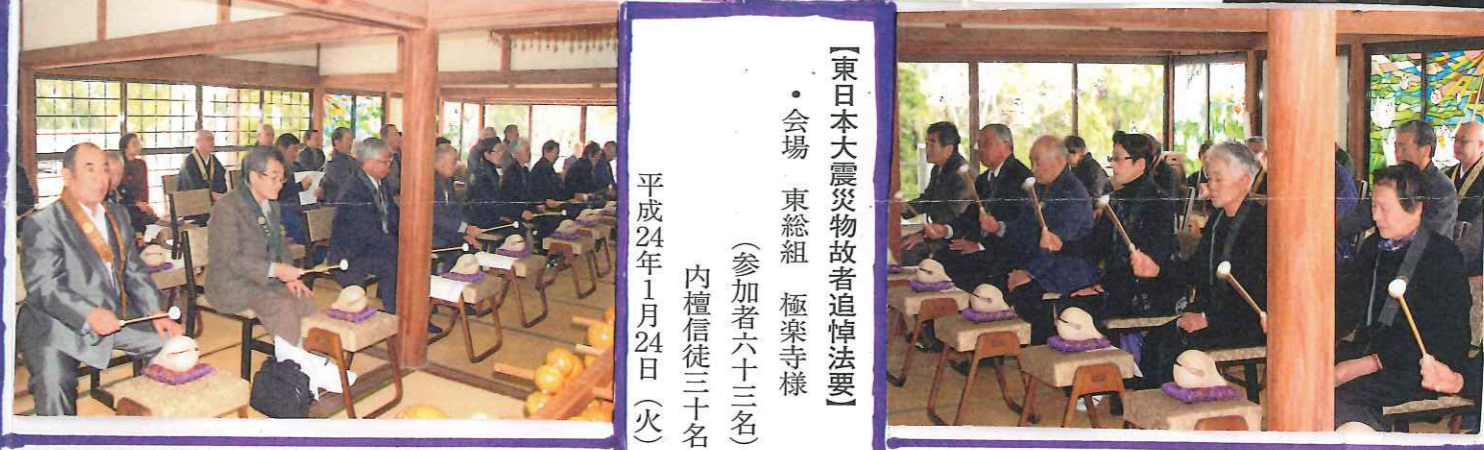 【東日本大震災物故者追悼法要】
・会場　東総組　極楽寺様
（参加者六十三名）
内檀信徒三十名
平成24年1月24日（火）